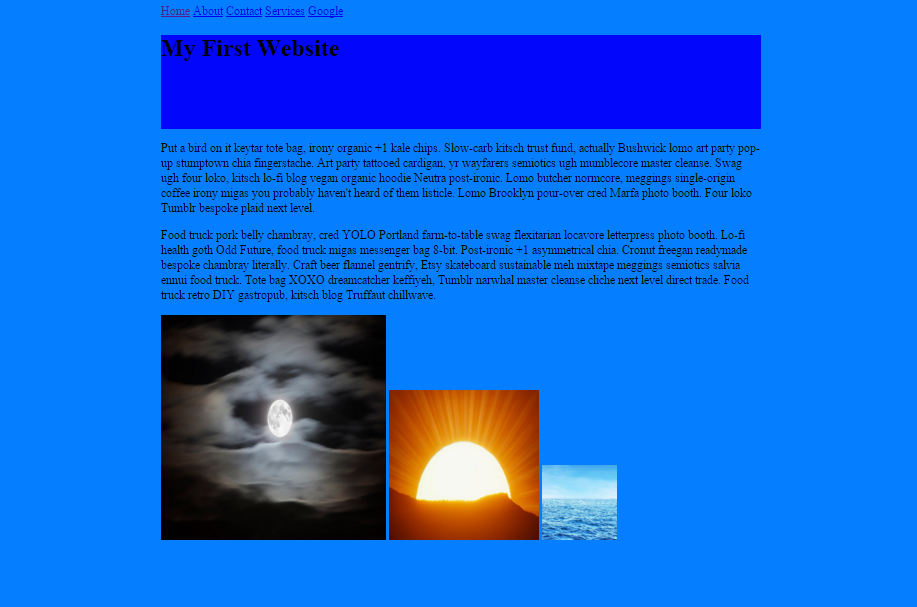 Home About Contact Services Google
My First Website
Put a bird on it keytar tote bag, irony organic +1 kale chips. Slow-carb kitsch trust fund, actually Bushwick lomo art party pop-
up stumptown chia fingerstache. Art party tattooed cardigan, yr wayfarers semiotics ugh mumblecore master cleanse. Swag
ugh four loko, kitsch lo-fi blog vegan organic hoodie Neutra post-ironic. Lomo butcher normcore, meggings single-origin
coffee irony migas you probably haven't heard of them listicle. Lomo Brooklyn pour-over cred Marfa photo booth. Four loko
Tumblr bespoke plaid next level.
Food truck pork belly chambray, cred YOLO Portland farm-to-table swag flexitarian locavore letterpress photo booth. Lo-fi
health goth Odd Future, food truck migas messenger bag 8-bit. Post-ironic +1 asymmetrical chia. Cronut freegan readymade
bespoke chambray literally. Craft beer flannel gentrify, Etsy skateboard sustainable meh mixtape meggings semiotics salvia
ennui food truck. Tote bag XOXO dreamcatcher keffiyeh, Tumblr narwhal master cleanse cliche next level direct trade. Food
truck retro DIY gastropub, kitsch blog Truffaut chillwave.